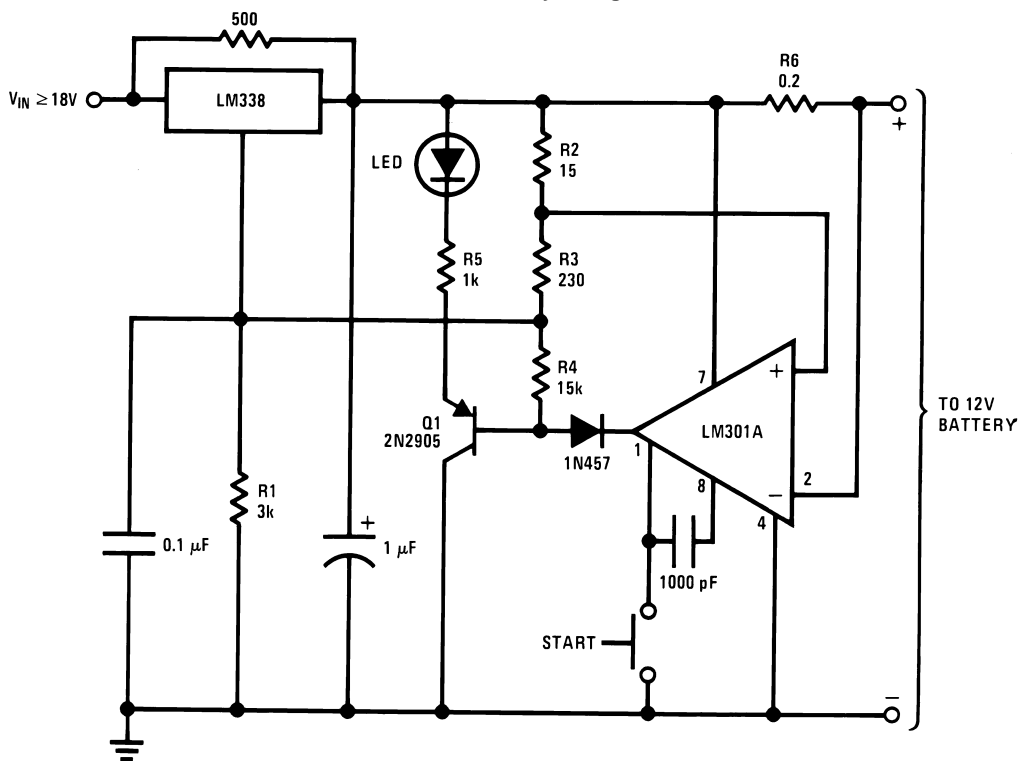 500
V_IN ≥ 18V
LM338
R6
0.2
+
LED
R2
15
R5
1k
R3
230
R4
15k
7
+
LM301A
TO 12V
BATTERY
Q1
2N2905
1N457
1
8
−
2
4
R1
3k
0.1 μF
+
1 μF
1000 pF
START
−